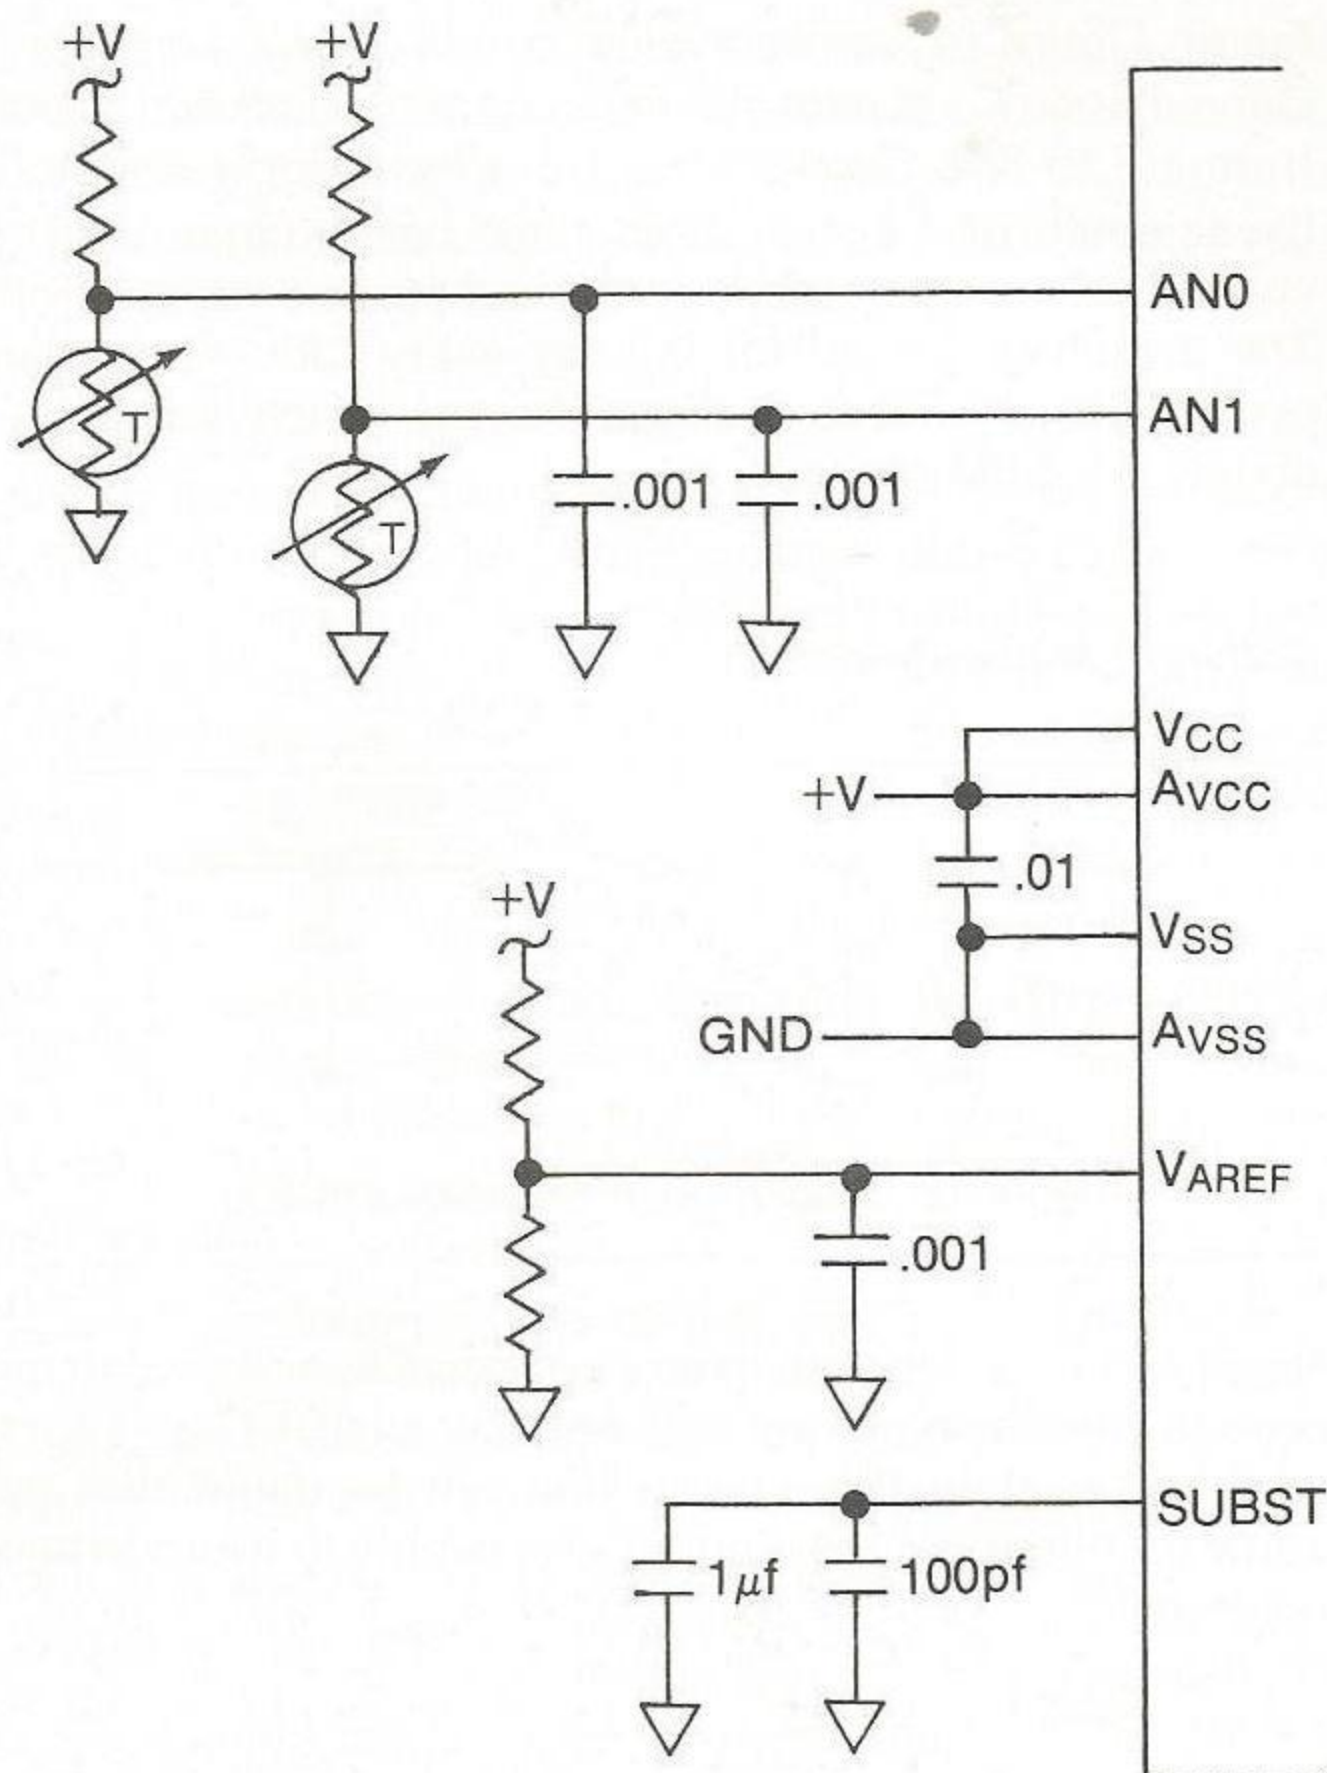 +V
+V
AN0
T
AN1
.001
.001
T
VCC
+V
AVCC
.01
+V
VSS
GND
AVSS
VAREF
.001
SUBST
1μf
100pf